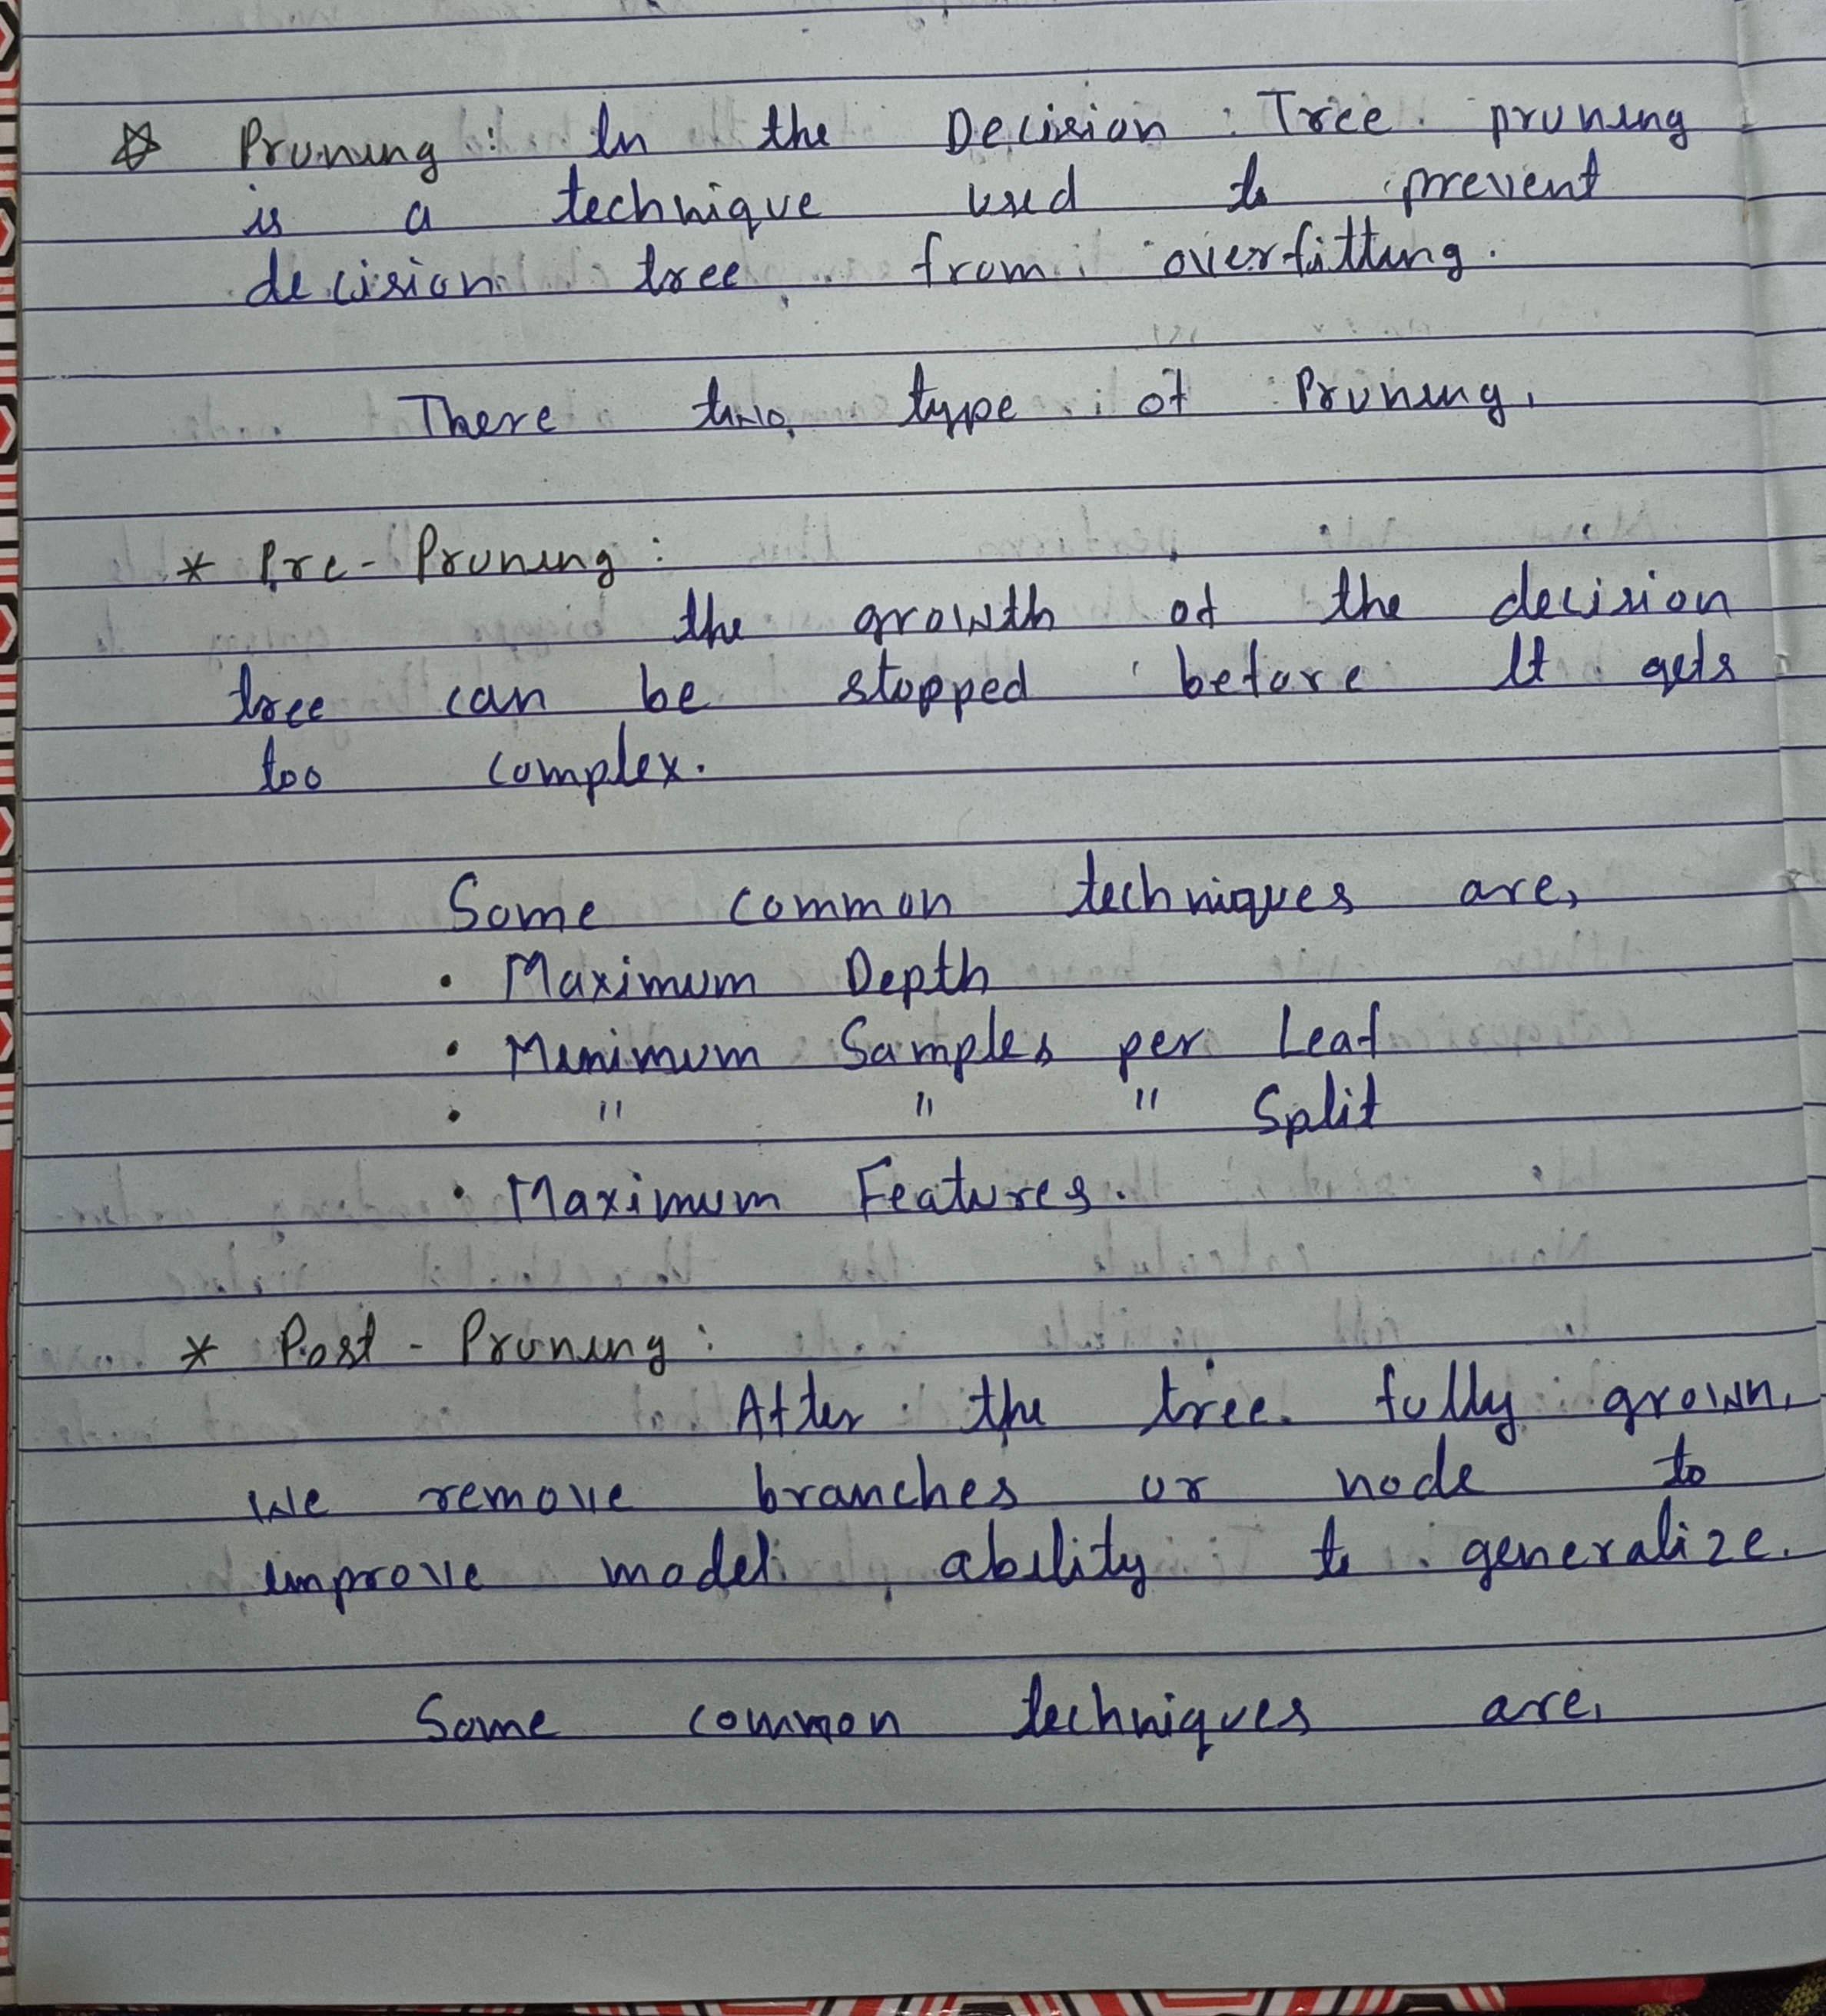 ☆ Pruning: In the Decision Tree pruning
is a technique used to prevent
decision tree from overfitting.
There two type of Pruning,
* Pre-Pruning:
the growth of the decision
tree can be stopped before It gets
too complex.
Some common techniques are,
• Maximum Depth
• Minimum Samples per Leaf
• " " " Split
• Maximum Features.
* Post-Pruning:
After the tree fully grown,
We remove branches or node to
improve model ability to generalize.
Some common techniques are,